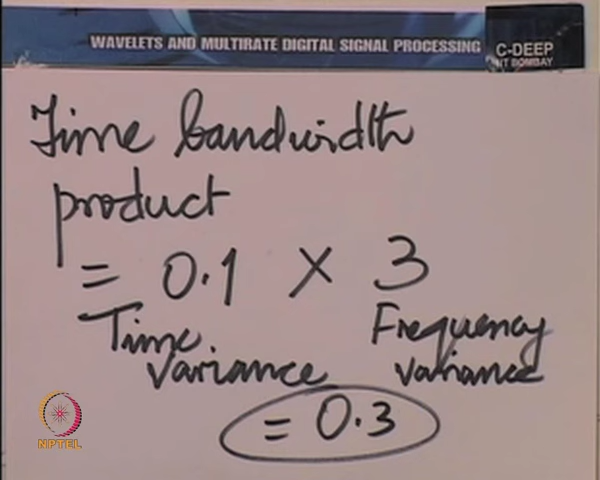 WAVELETS AND MULTIRATE DIGITAL SIGNAL PROCESSING
C-DEEP
IIT BOMBAY
Time bandwidth
product
= 0.1 × 3
Time Frequency
variance variance
= 0.3
NPTEL